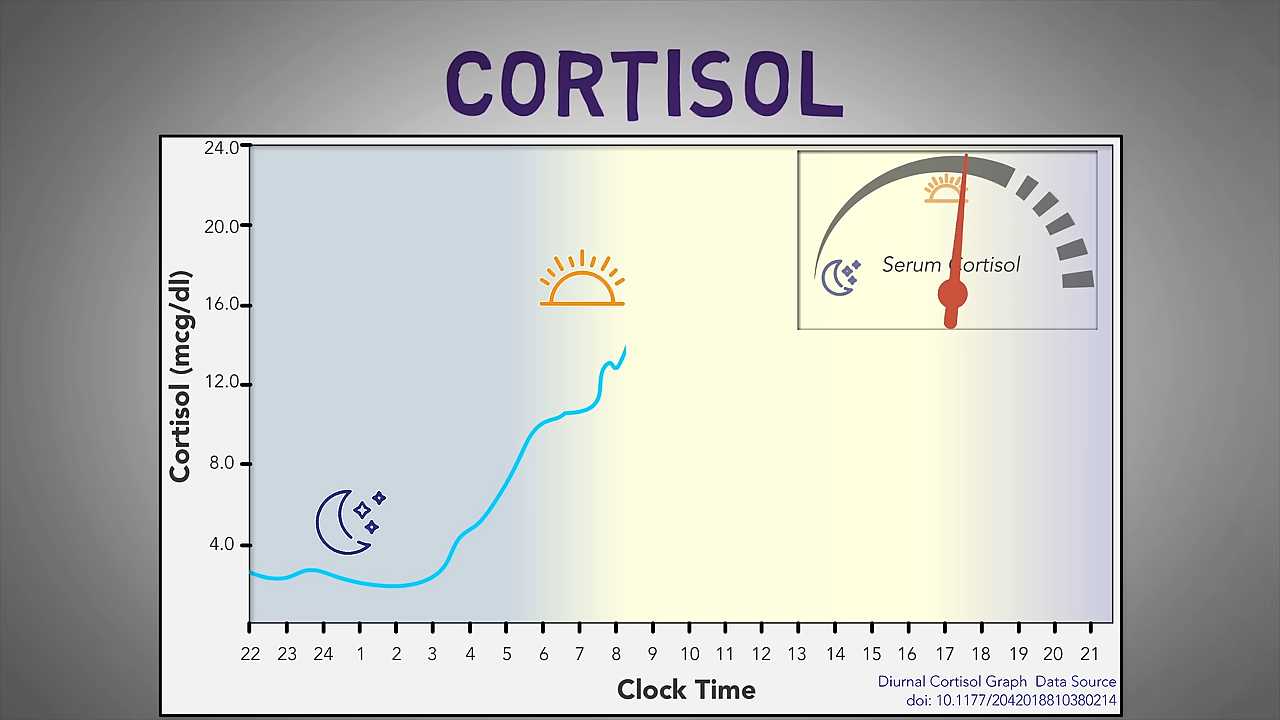 CORTISOL
24.0
20.0
16.0
12.0
8.0
4.0
Cortisol (mcg/dl)
Serum Cortisol
22 23 24 1 2 3 4 5 6 7 8 9 10 11 12 13 14 15 16 17 18 19 20 21
Clock Time
Diurnal Cortisol Graph Data Source
doi: 10.1177/2042018810380214